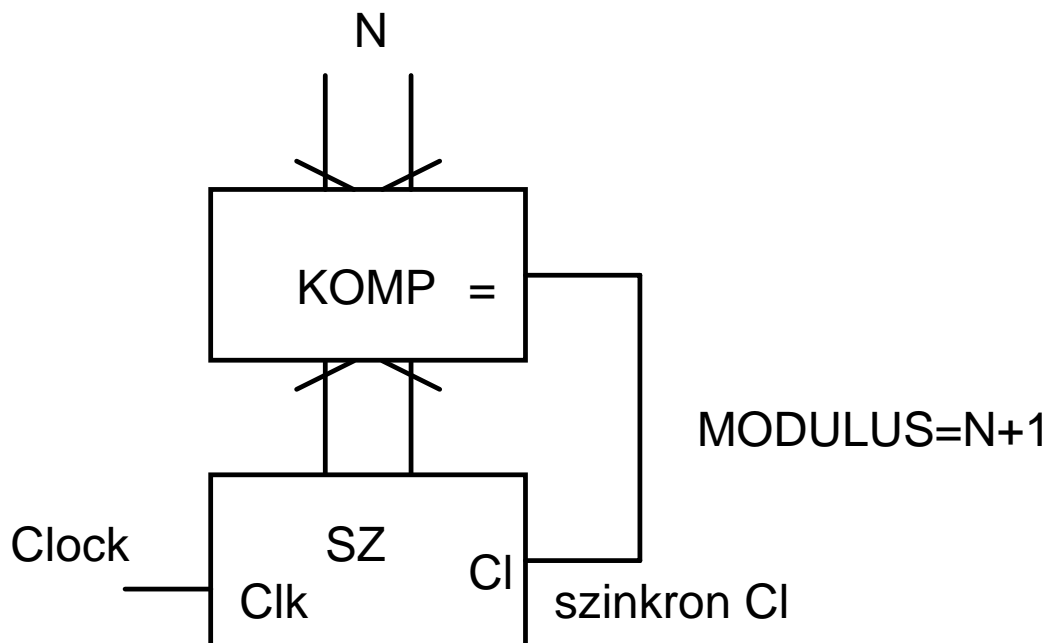 N
KOMP =
MODULUS=N+1
Clock
SZ
Cl
Clk
szinkron Cl